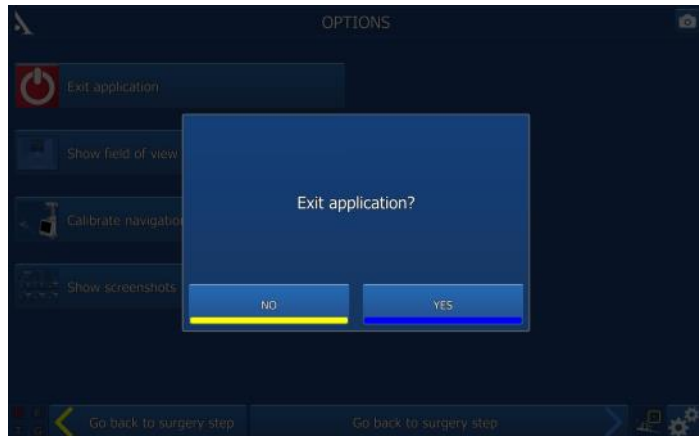 OPTIONS
Exit application
Show field of view
Calibrate navigation
Show screenshots
Exit application?
NO
YES
Go back to surgery step
Go back to surgery step